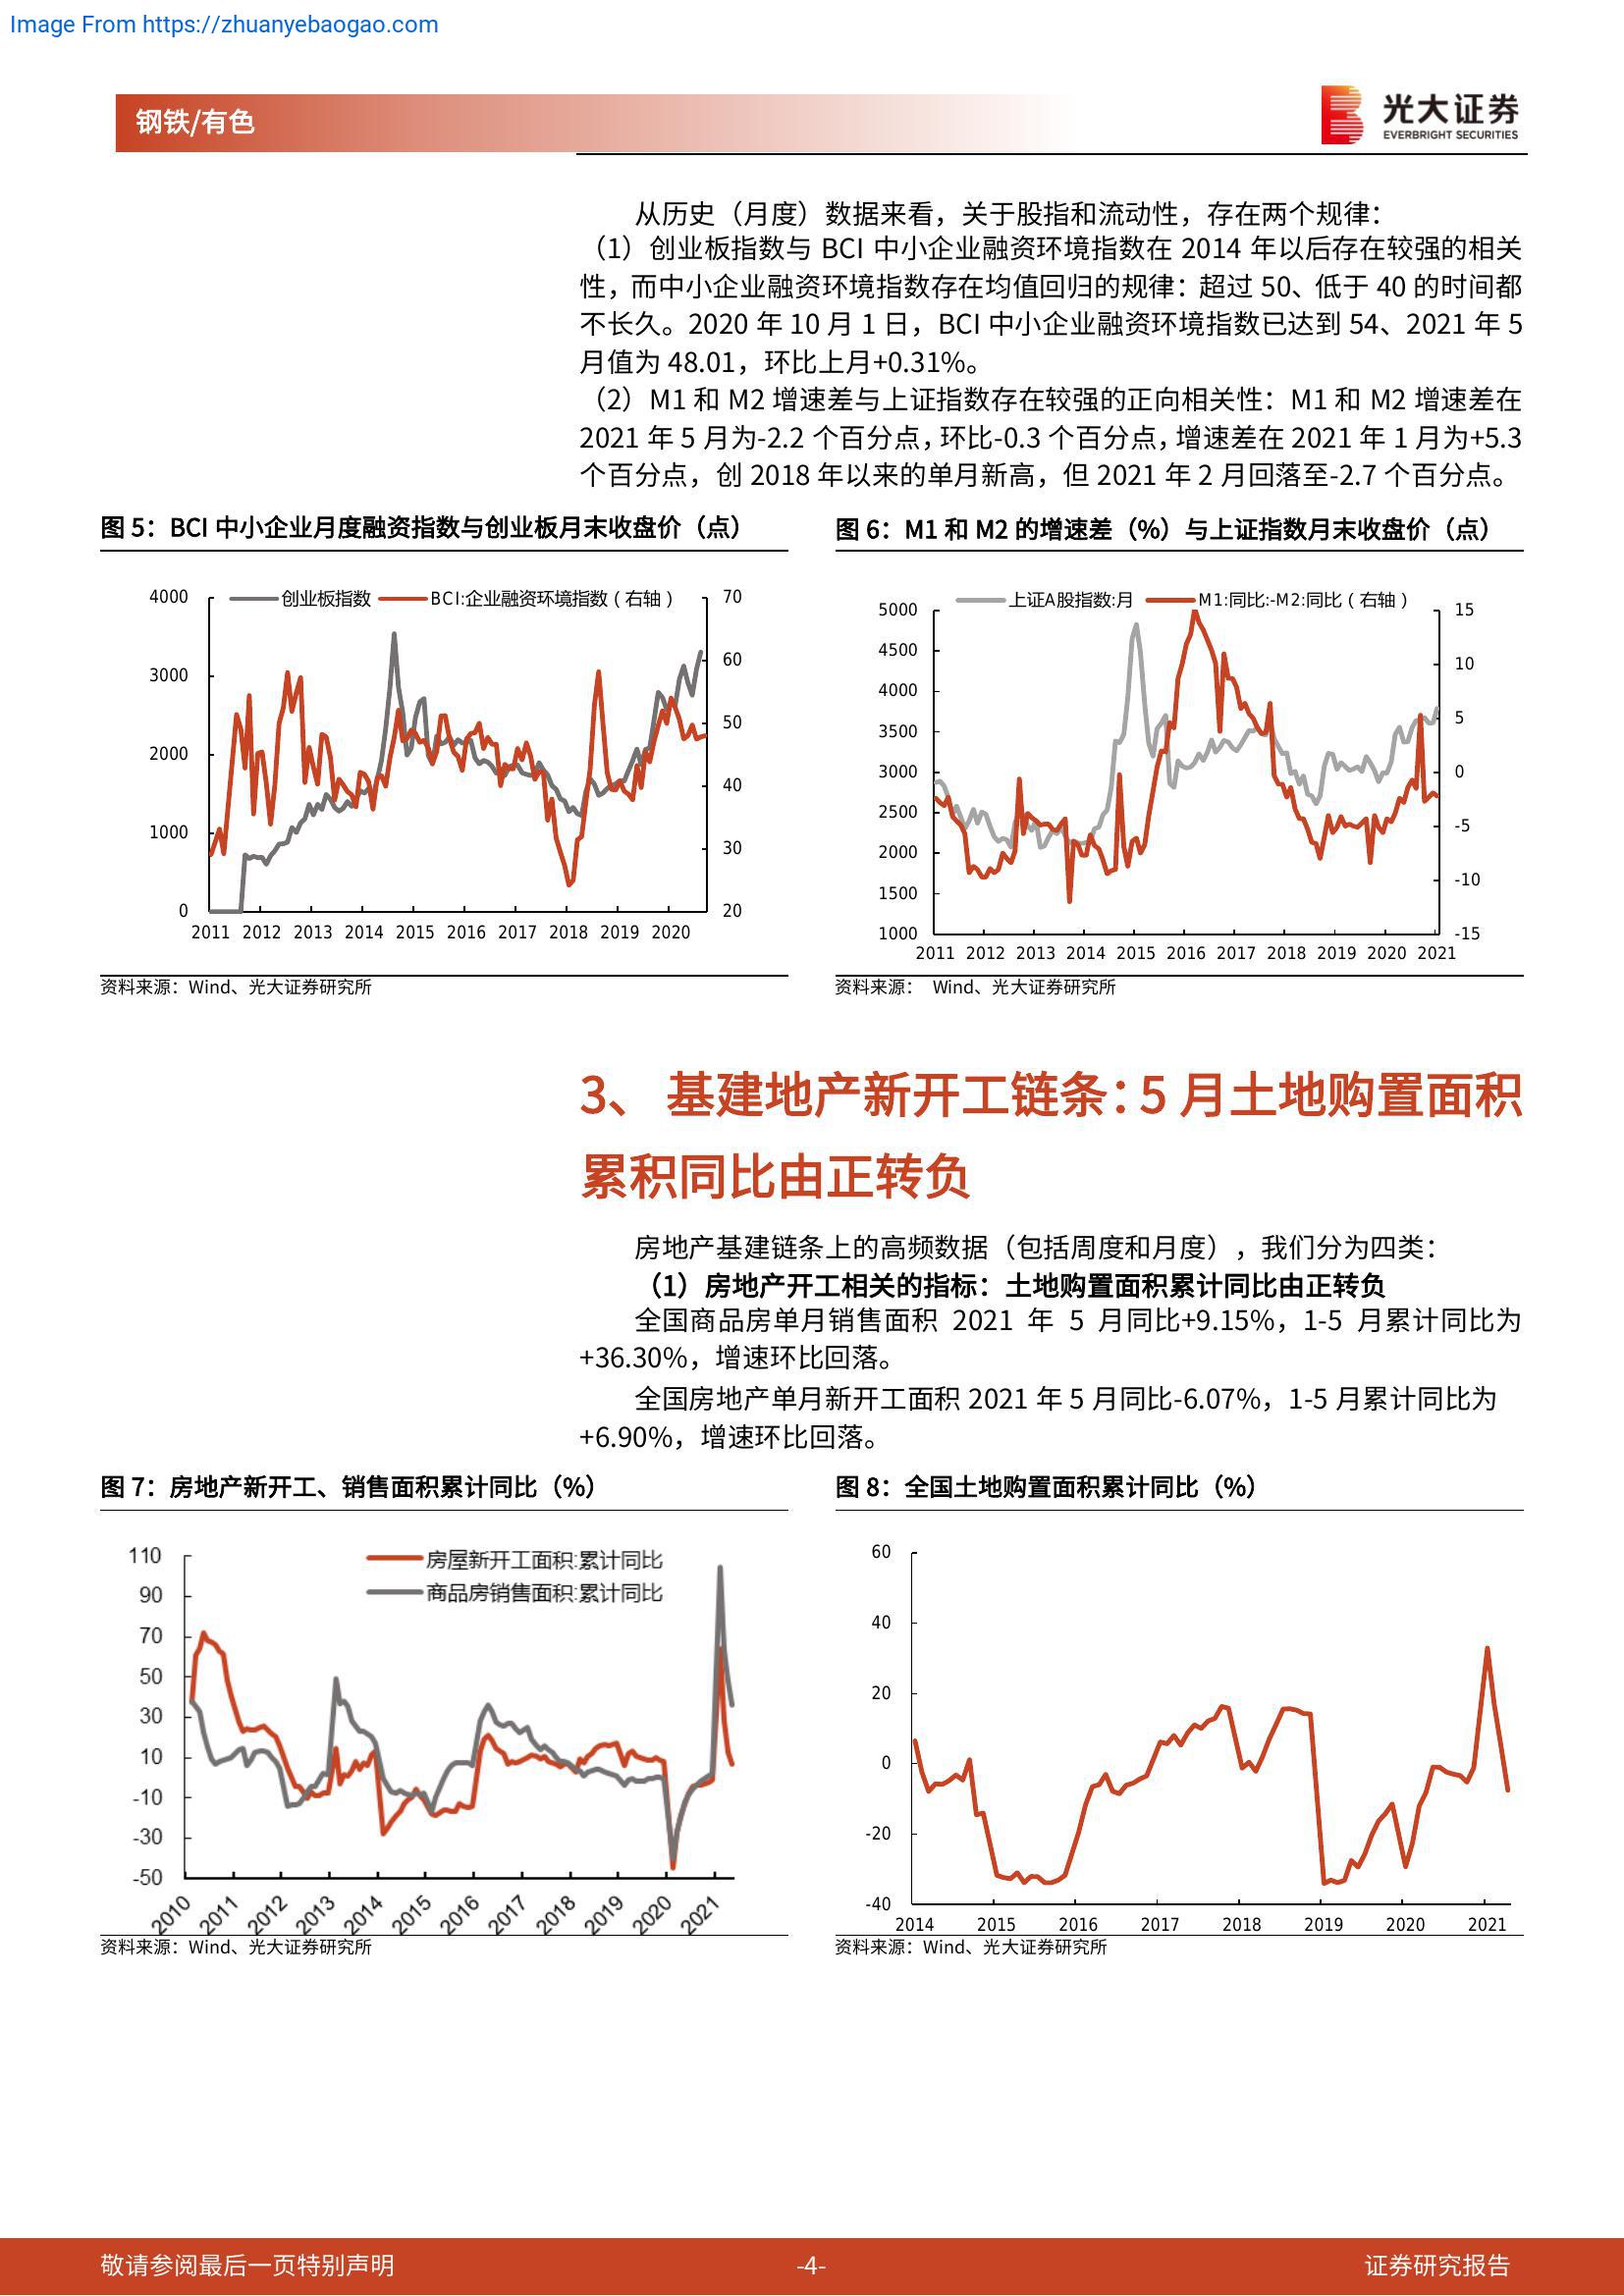 Image From https://zhuanyebaogao.com
钢铁/有色
光大证券
EVERBRIGHT SECURITIES
从历史（月度）数据来看，关于股指和流动性，存在两个规律：
（1）创业板指数与 BCI 中小企业融资环境指数在 2014 年以后存在较强的相关
性，而中小企业融资环境指数存在均值回归的规律：超过 50、低于 40 的时间都
不长久。2020 年 10 月 1 日，BCI 中小企业融资环境指数已达到 54、2021 年 5
月值为 48.01，环比上月+0.31%。
（2）M1 和 M2 增速差与上证指数存在较强的正向相关性：M1 和 M2 增速差在
2021 年 5 月为-2.2 个百分点，环比-0.3 个百分点，增速差在 2021 年 1 月为+5.3
个百分点，创 2018 年以来的单月新高，但 2021 年 2 月回落至-2.7 个百分点。
图 5：BCI 中小企业月度融资指数与创业板月末收盘价（点）
创业板指数 BCI:企业融资环境指数（右轴）
4000
3000
2000
1000
0
70
60
50
40
30
20
2011 2012 2013 2014 2015 2016 2017 2018 2019 2020
资料来源：Wind、光大证券研究所
图 6：M1 和 M2 的增速差（%）与上证指数月末收盘价（点）
上证A股指数:月 M1:同比:-M2:同比（右轴）
5000
4500
4000
3500
3000
2500
2000
1500
1000
15
10
5
0
-5
-10
-15
2011 2012 2013 2014 2015 2016 2017 2018 2019 2020 2021
资料来源： Wind、光大证券研究所
3、 基建地产新开工链条：5 月土地购置面积
累积同比由正转负
房地产基建链条上的高频数据（包括周度和月度），我们分为四类：
（1）房地产开工相关的指标：土地购置面积累计同比由正转负
全国商品房单月销售面积 2021 年 5 月同比+9.15%，1-5 月累计同比为
+36.30%，增速环比回落。
全国房地产单月新开工面积 2021 年 5 月同比-6.07%，1-5 月累计同比为
+6.90%，增速环比回落。
图 7：房地产新开工、销售面积累计同比（%）
房屋新开工面积:累计同比
商品房销售面积:累计同比
110
90
70
50
30
10
-10
-30
-50
2010 2011 2012 2013 2014 2015 2016 2017 2018 2019 2020 2021
资料来源：Wind、光大证券研究所
图 8：全国土地购置面积累计同比（%）
60
40
20
0
-20
-40
2014 2015 2016 2017 2018 2019 2020 2021
资料来源：Wind、光大证券研究所
敬请参阅最后一页特别声明
-4-
证券研究报告